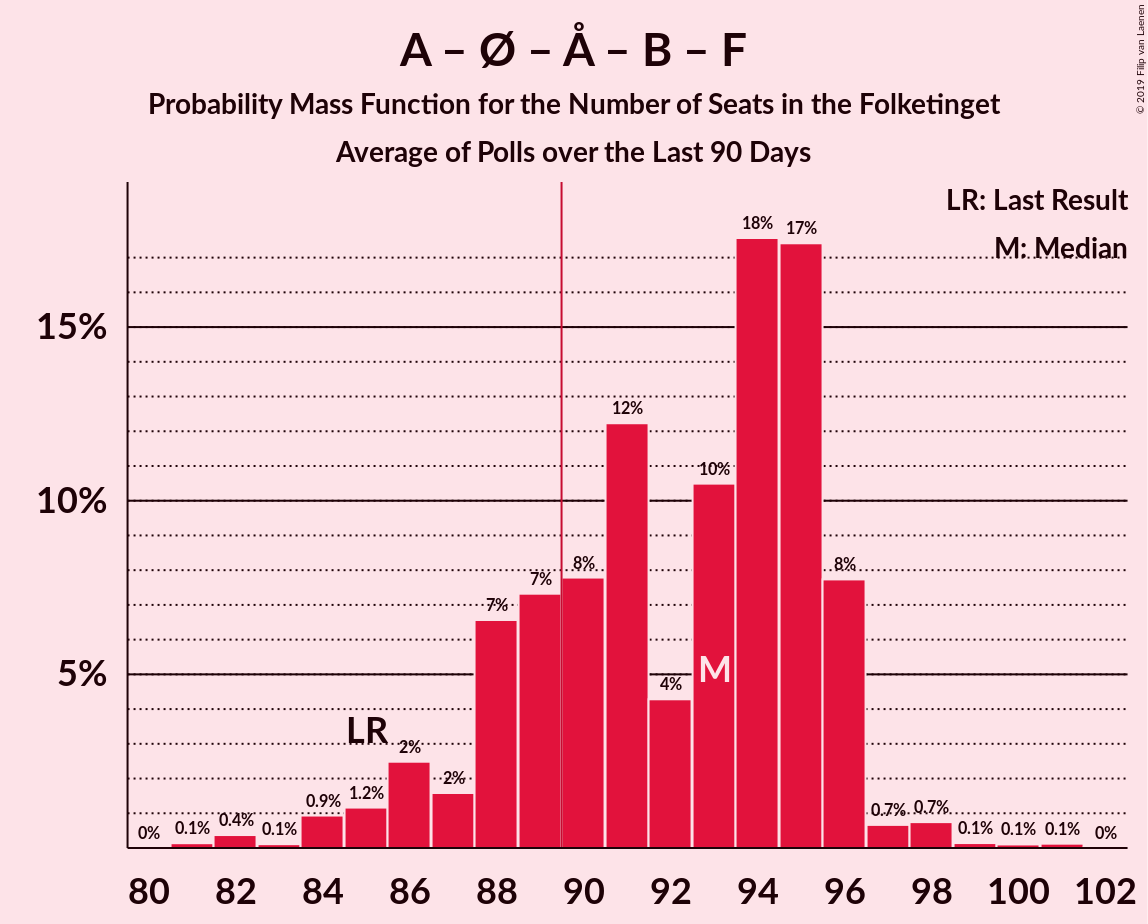 A – Ø – Å – B – F
Probability Mass Function for the Number of Seats in the Folketinget
Average of Polls over the Last 90 Days
© 2019 Filip van Laenen
LR: Last Result
M: Median
15%
10%
5%
0%
0.1%
0.4%
0.1%
0.9%
1.2%
LR
2%
2%
7%
7%
8%
12%
4%
10%
M
18%
17%
8%
0.7%
0.7%
0.1%
0.1%
0.1%
0%
80 82 84 86 88 90 92 94 96 98 100 102